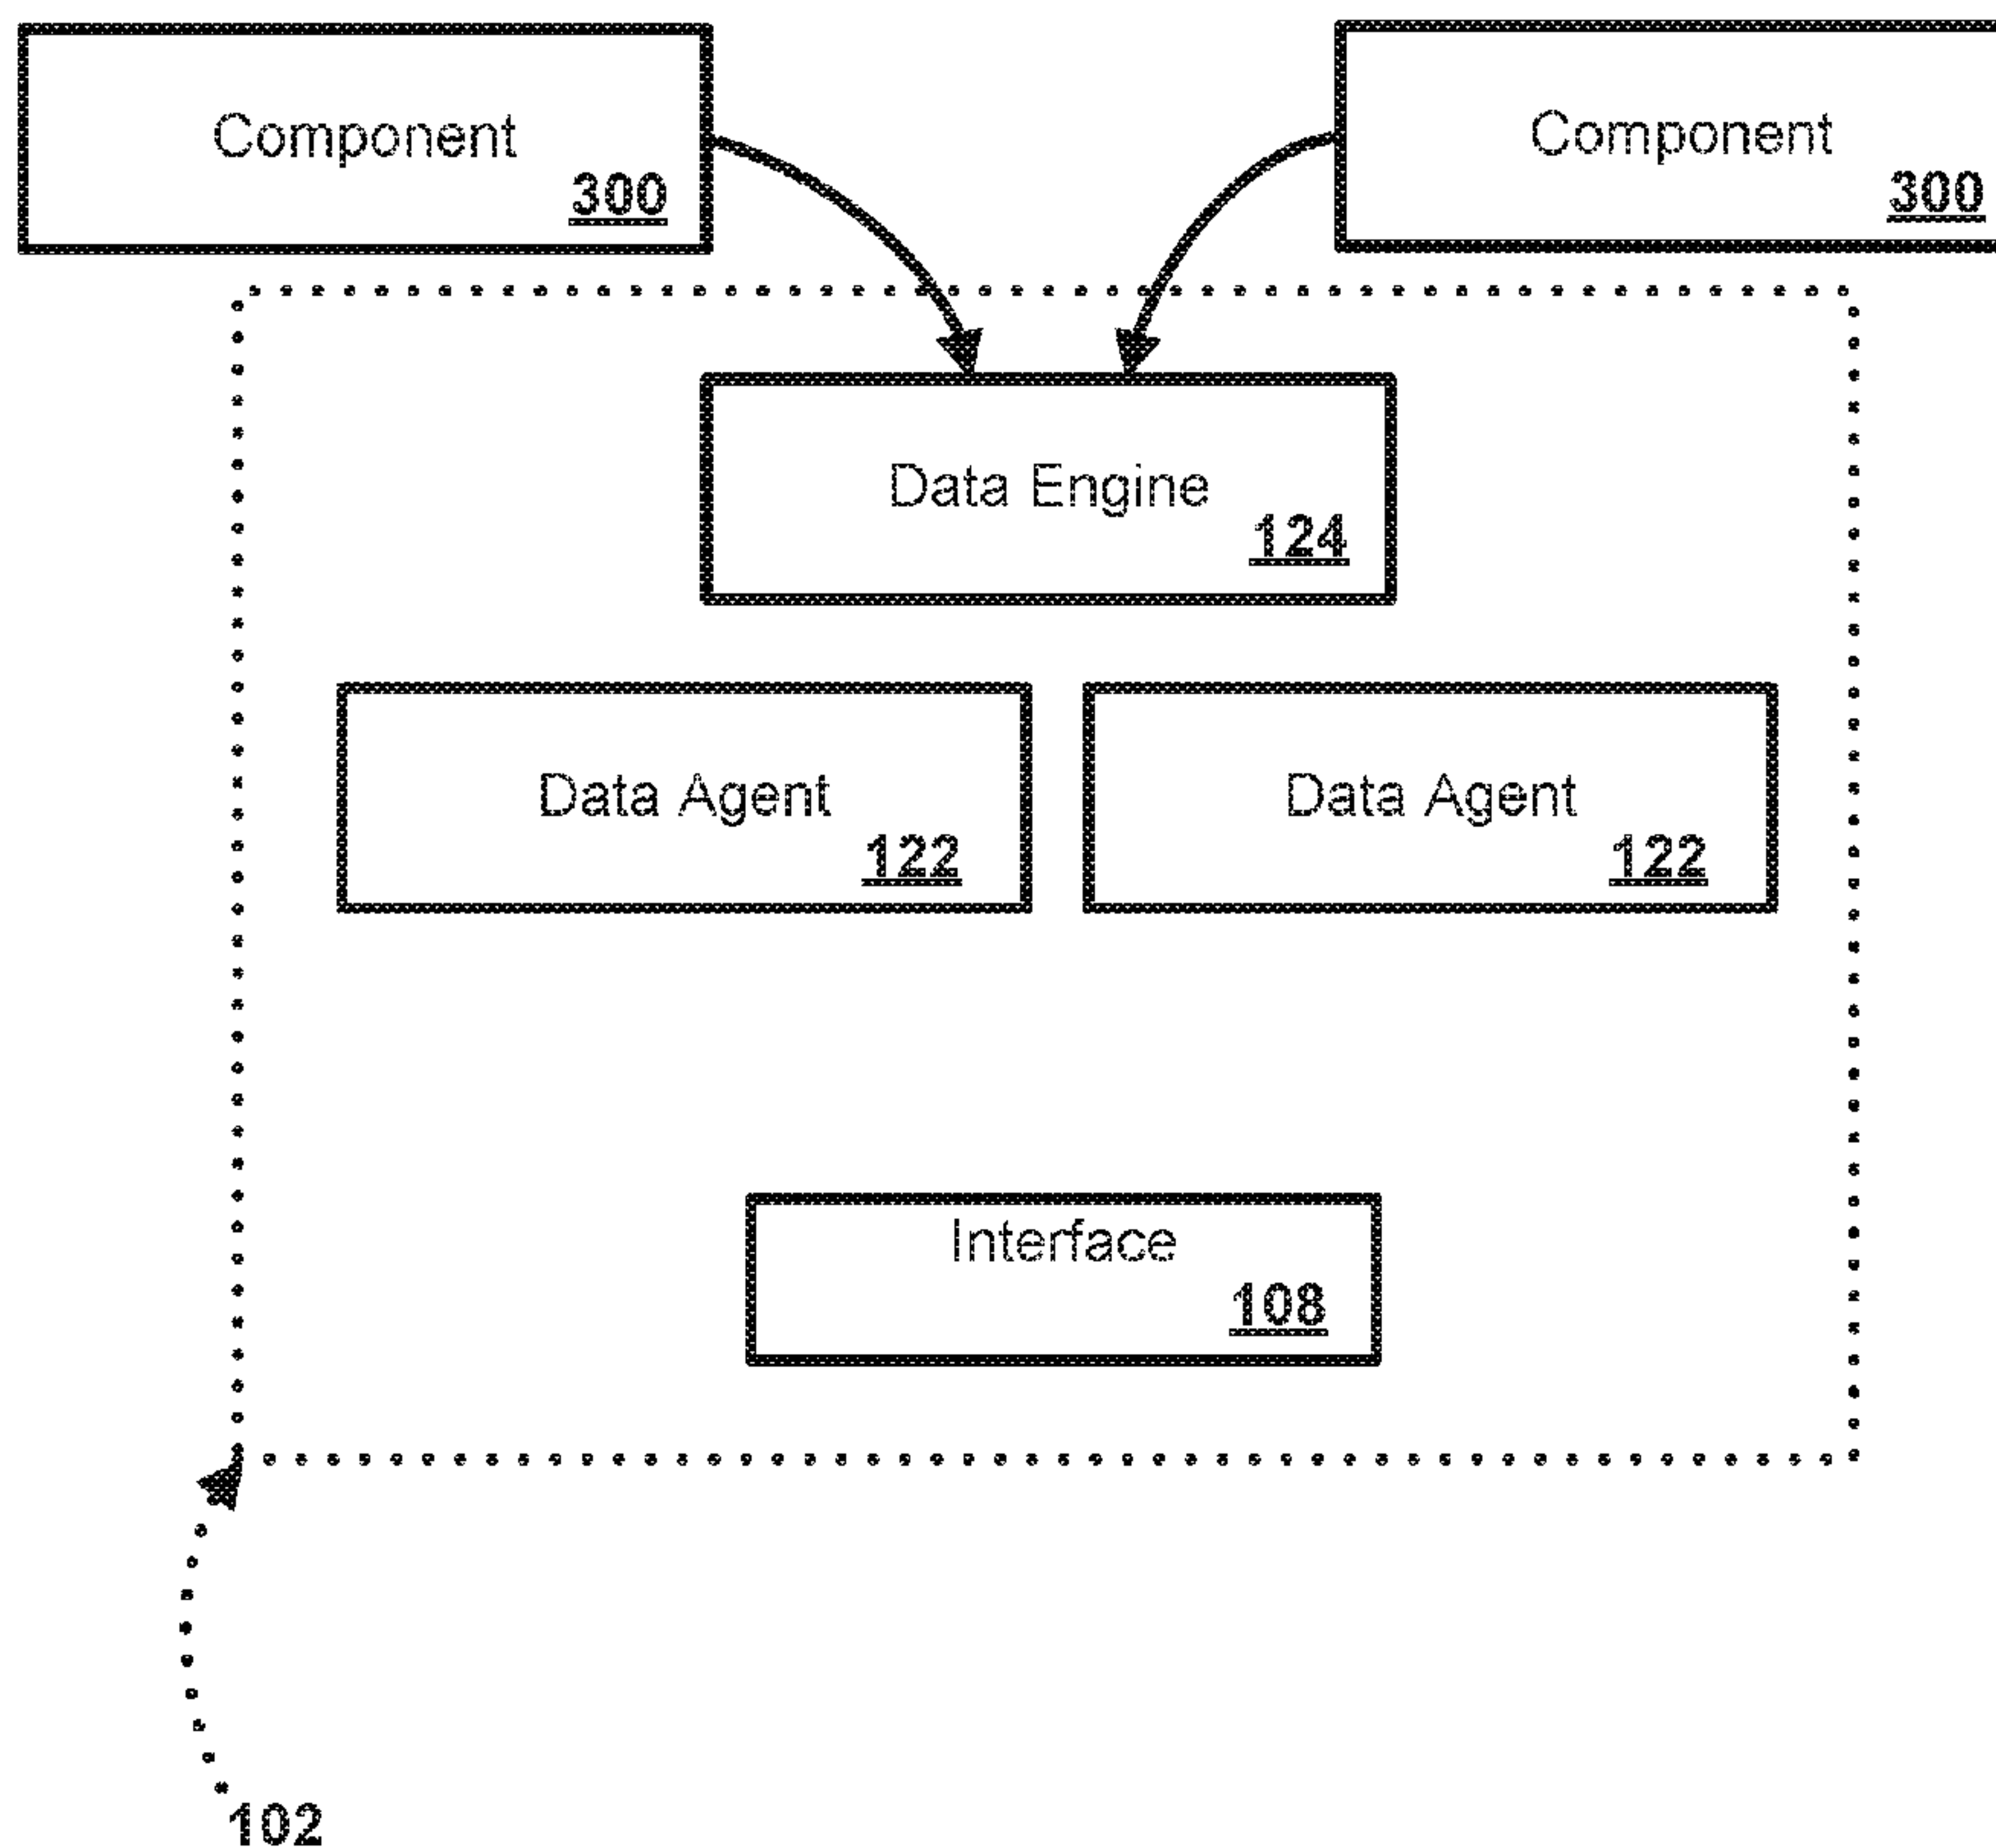 Component
300
Component
300
Data Engine
124
Data Agent
122
Data Agent
122
Interface
108
102